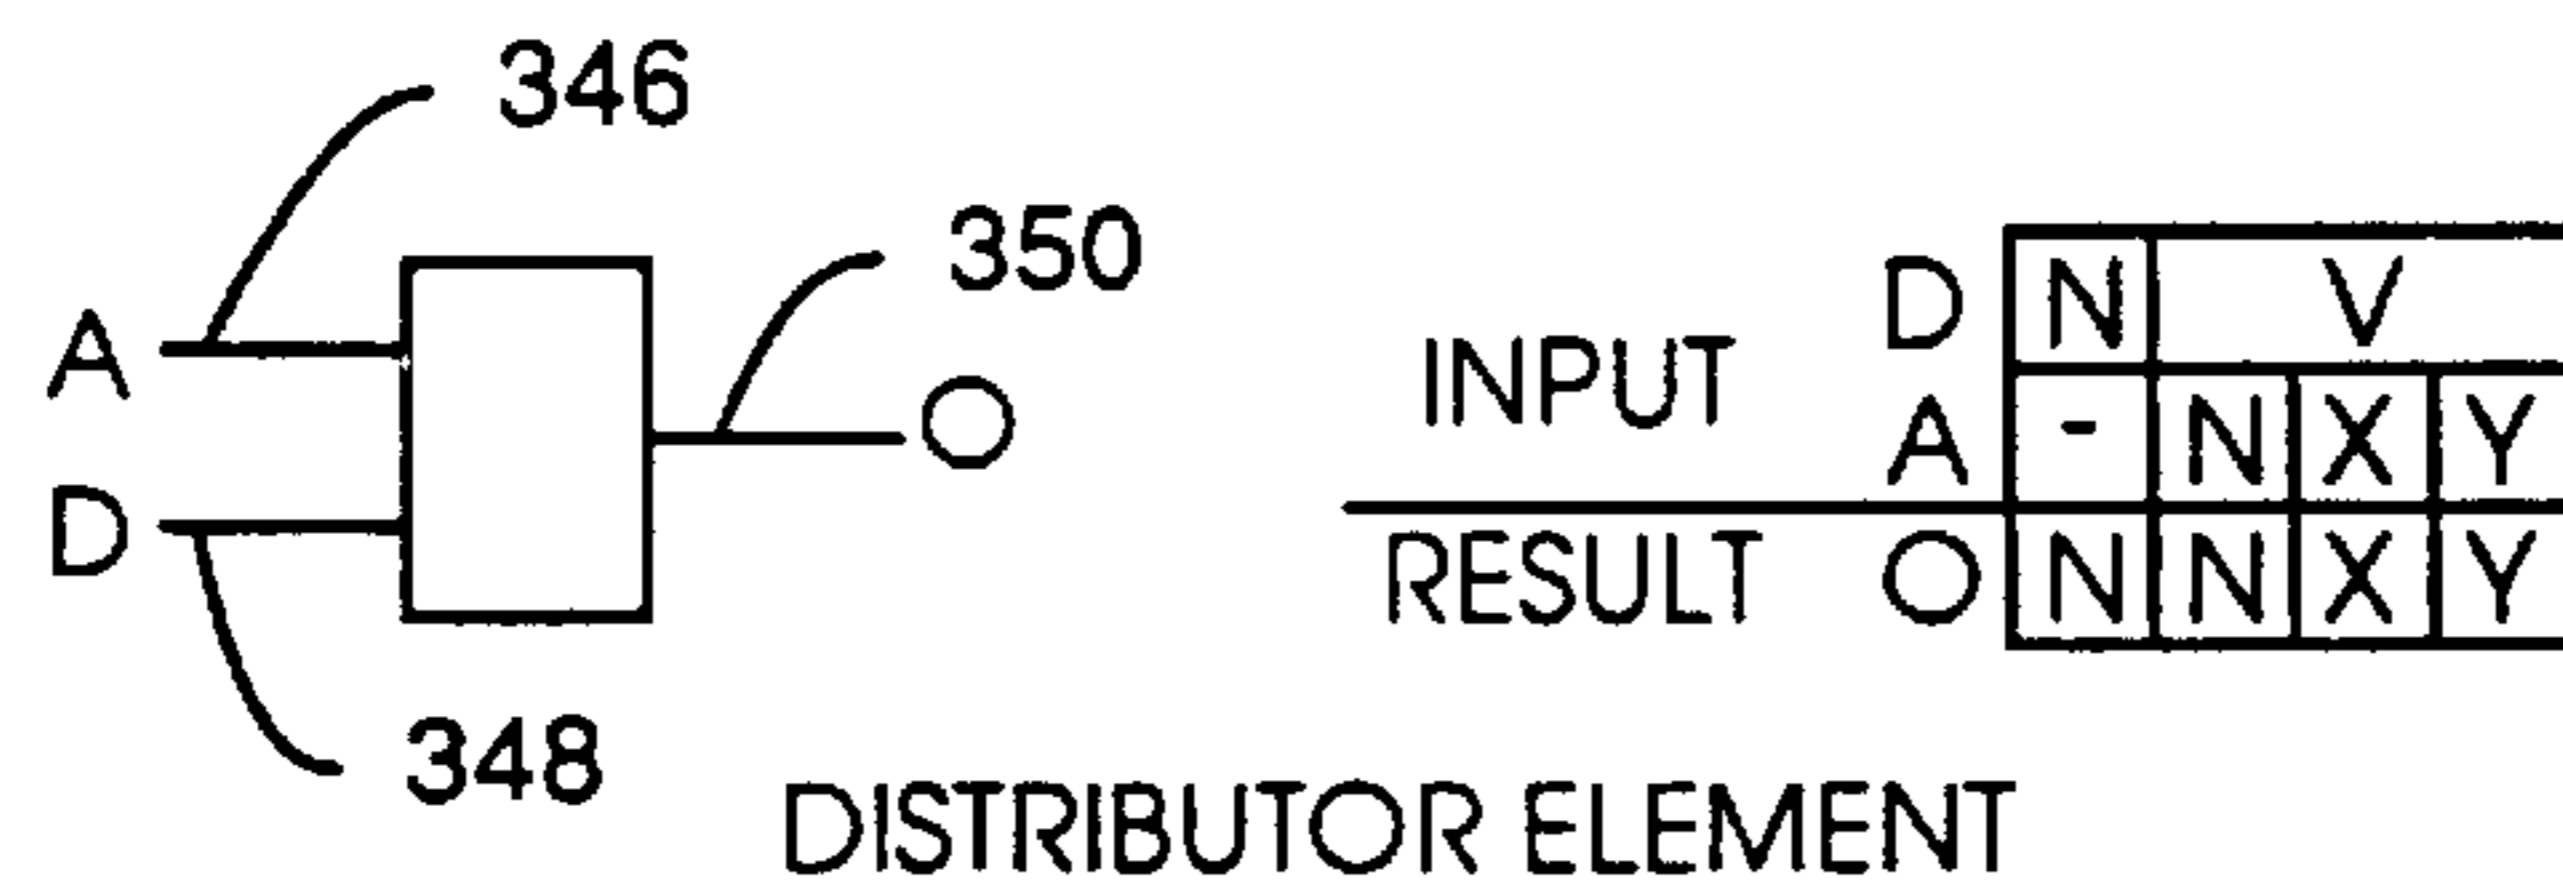 346
350
A
O
D
348
INPUT
D N V
A - N X Y
RESULT O N N X Y
DISTRIBUTOR ELEMENT